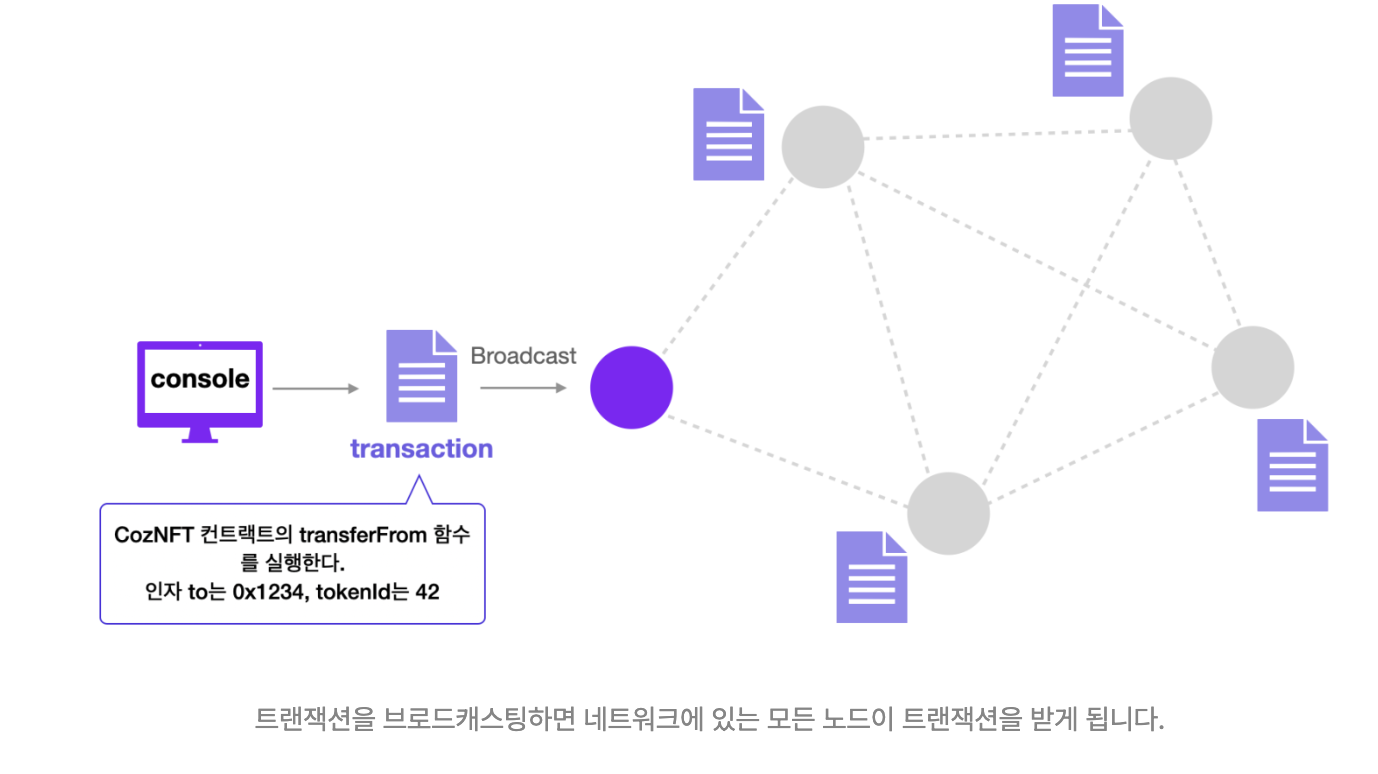 console
Broadcast
transaction
CozNFT 컨트랙트의 transferFrom 함수
를 실행한다.
인자 to는 0x1234, tokenId는 42
트랜잭션을 브로드캐스팅하면 네트워크에 있는 모든 노드이 트랜잭션을 받게 됩니다.